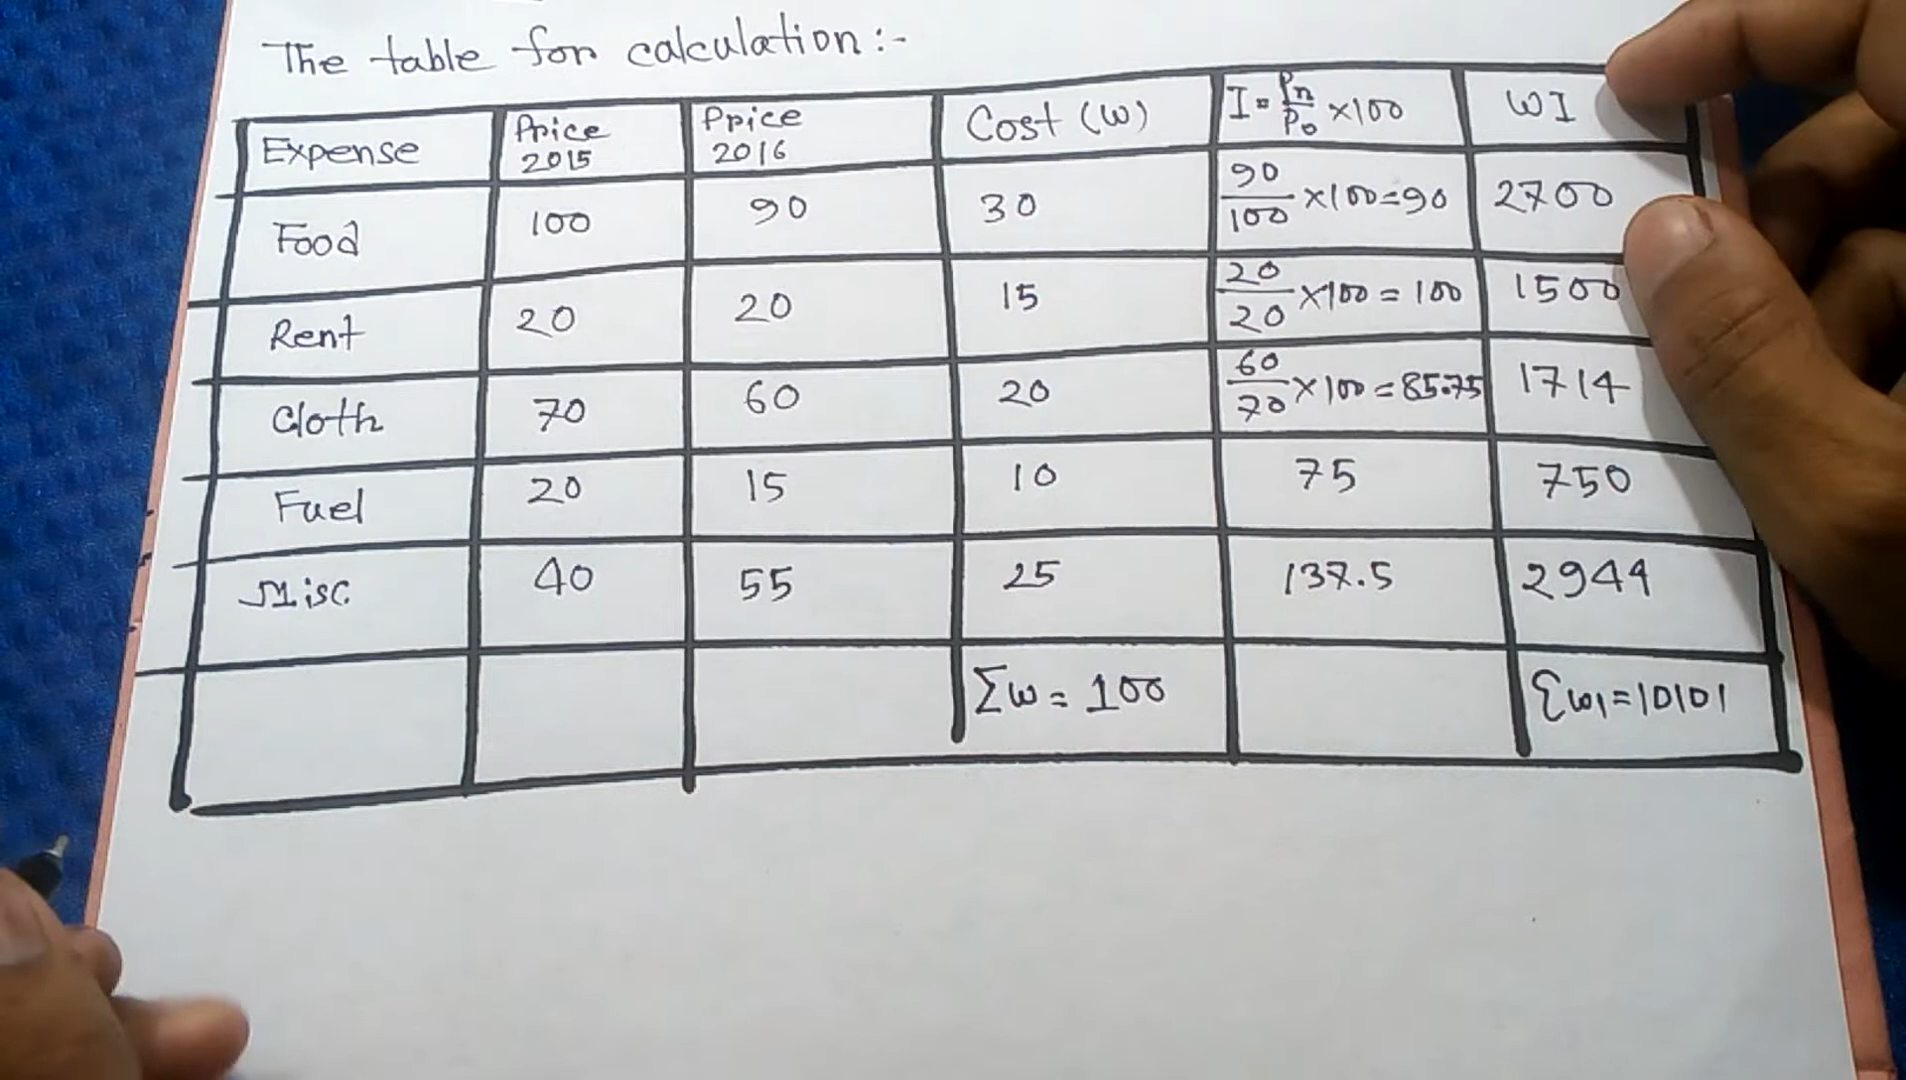 The table for calculation :-
Expense Price 2015 Price 2016 Cost (W) I = Pn/Po ×100 WI
Food 100 90 30 90/100 ×100=90 2700
Rent 20 20 15 20/20 ×100 = 100 1500
Cloth 70 60 20 60/70 ×100 = 85.75 1714
Fuel 20 15 10 75 750
Misc. 40 55 25 137.5 2944
Σw = 100 Σw1=10101